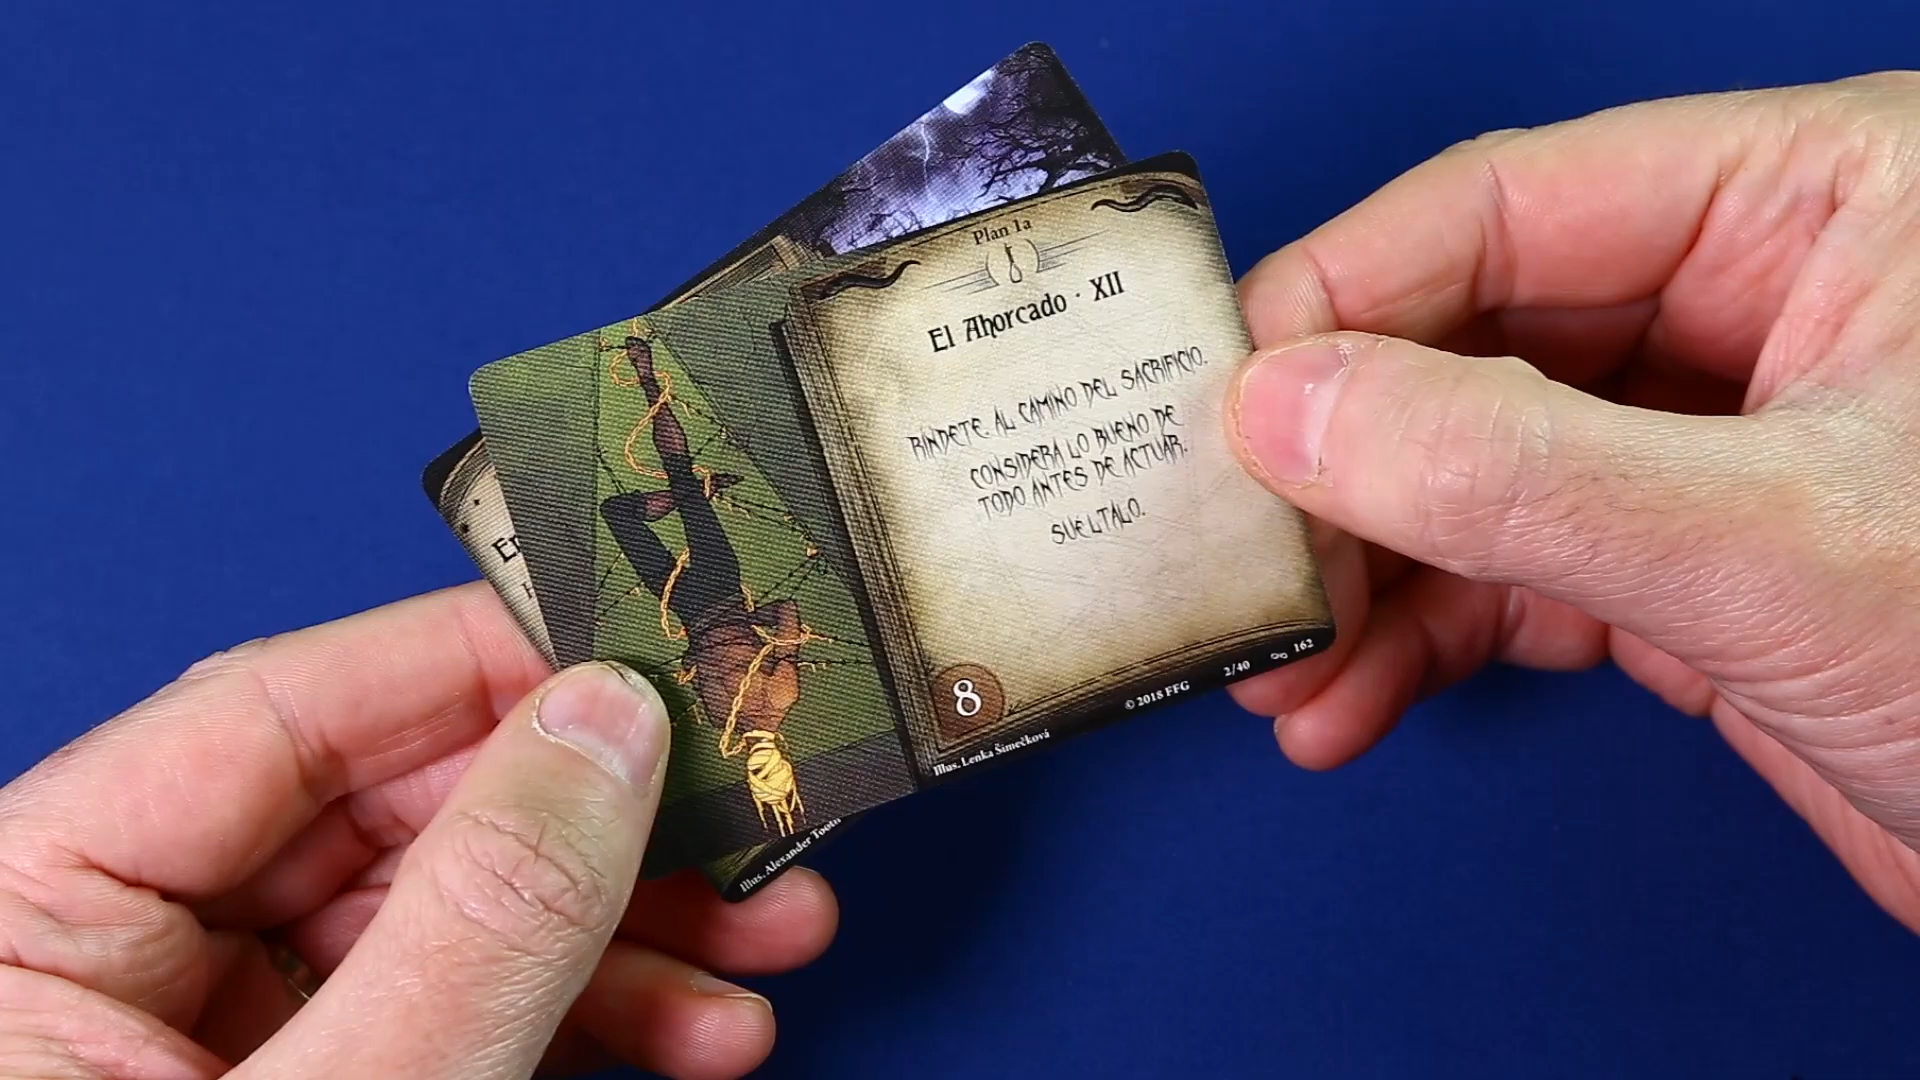 Plan 1a
El Ahorcado · XII
RÍNDETE AL CAMINO DEL SACRIFICIO.
CONSIDERA LO BUENO DE
TODO ANTES DE ACTUAR.
SUÉLTALO.
8
Illus. Lenka Šimečková
© 2018 FFG
2/40
162
Illus. Alexander Tooth